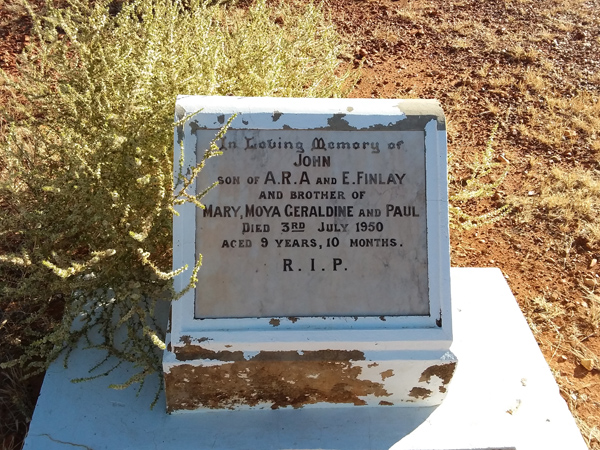 In Loving Memory of
JOHN
SON OF A.R.A AND E.FINLAY
AND BROTHER OF
MARY, MOYA GERALDINE AND PAUL
DIED 3RD JULY 1950
AGED 9 YEARS, 10 MONTHS.
R.I.P.